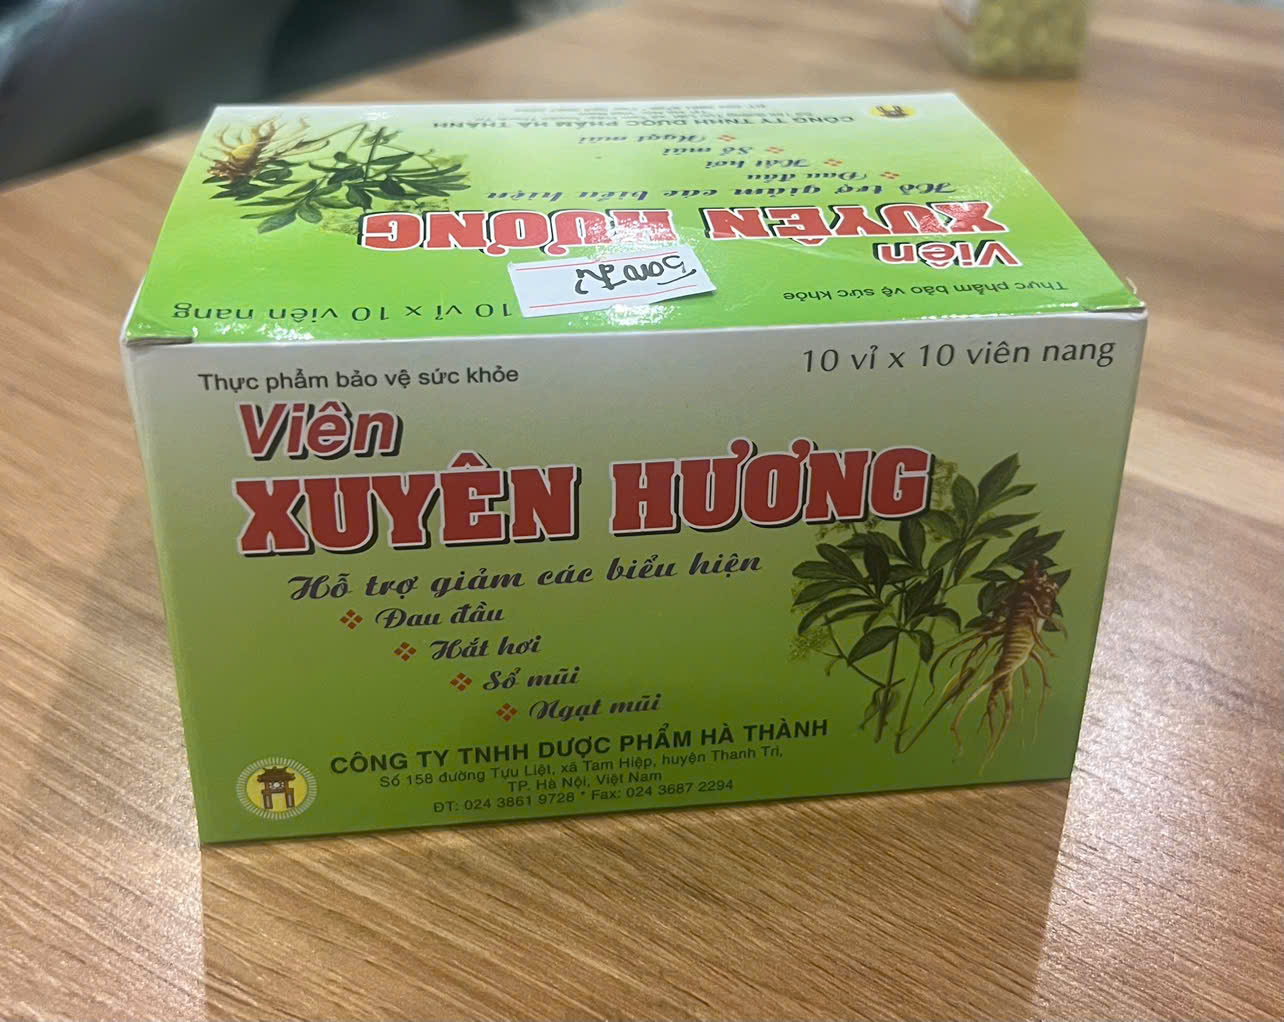 CÔNG TY TNHH DƯỢC PHẨM HÀ THÀNH
Ngạt mũi
Sổ mũi
Hắt hơi
Đau đầu
Hỗ trợ giảm các biểu hiện
XUYÊN HƯƠNG
Viên
Thực phẩm bảo vệ sức khỏe
10 vỉ x 10 viên nang
Thực phẩm bảo vệ sức khỏe
10 vỉ x 10 viên nang
Viên
XUYÊN HƯƠNG
Hỗ trợ giảm các biểu hiện
Đau đầu
Hắt hơi
Sổ mũi
Ngạt mũi
CÔNG TY TNHH DƯỢC PHẨM HÀ THÀNH
Số 158 đường Tựu Liệt, xã Tam Hiệp, huyện Thanh Trì,
TP. Hà Nội, Việt Nam
ĐT: 024 3861 9728 * Fax: 024 3687 2294